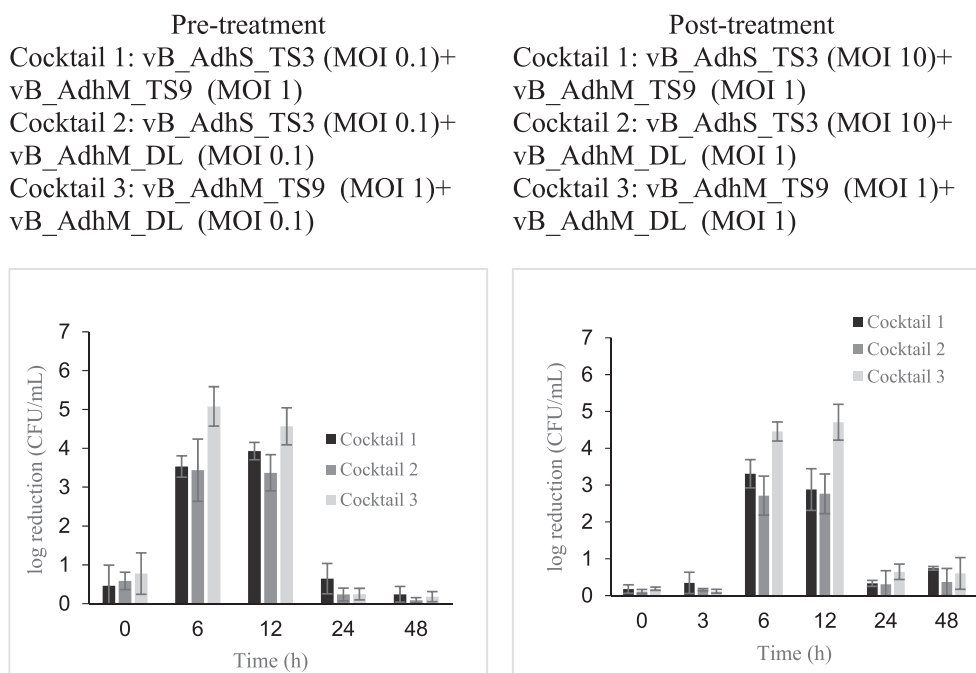 Pre-treatment
Cocktail 1: vB_AdhS_TS3 (MOI 0.1)+
vB_AdhM_TS9 (MOI 1)
Cocktail 2: vB_AdhS_TS3 (MOI 0.1)+
vB_AdhM_DL (MOI 0.1)
Cocktail 3: vB_AdhM_TS9 (MOI 1)+
vB_AdhM_DL (MOI 0.1)
Post-treatment
Cocktail 1: vB_AdhS_TS3 (MOI 10)+
vB_AdhM_TS9 (MOI 1)
Cocktail 2: vB_AdhS_TS3 (MOI 10)+
vB_AdhM_DL (MOI 1)
Cocktail 3: vB_AdhM_TS9 (MOI 1)+
vB_AdhM_DL (MOI 1)
log reduction (CFU/mL)
7
6
5
4
3
2
1
0
Cocktail 1
Cocktail 2
Cocktail 3
0 6 12 24 48
Time (h)
log reduction (CFU/mL)
7
6
5
4
3
2
1
0
Cocktail 1
Cocktail 2
Cocktail 3
0 3 6 12 24 48
Time (h)